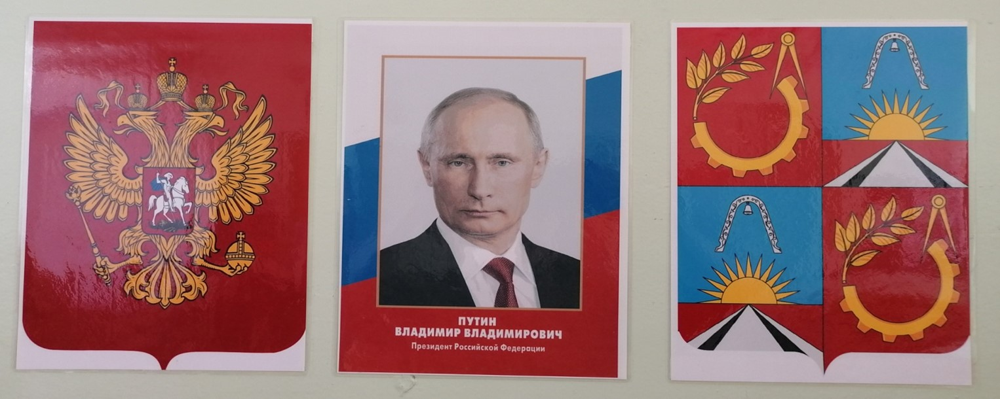 ПУТИН
ВЛАДИМИР ВЛАДИМИРОВИЧ
Президент Российской Федерации